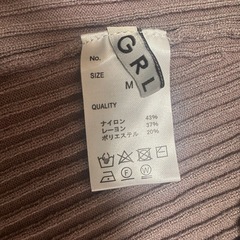 GRL
No.
SIZE
M
QUALITY
ナイロン 43%
レーヨン 37%
ポリエステル 20%